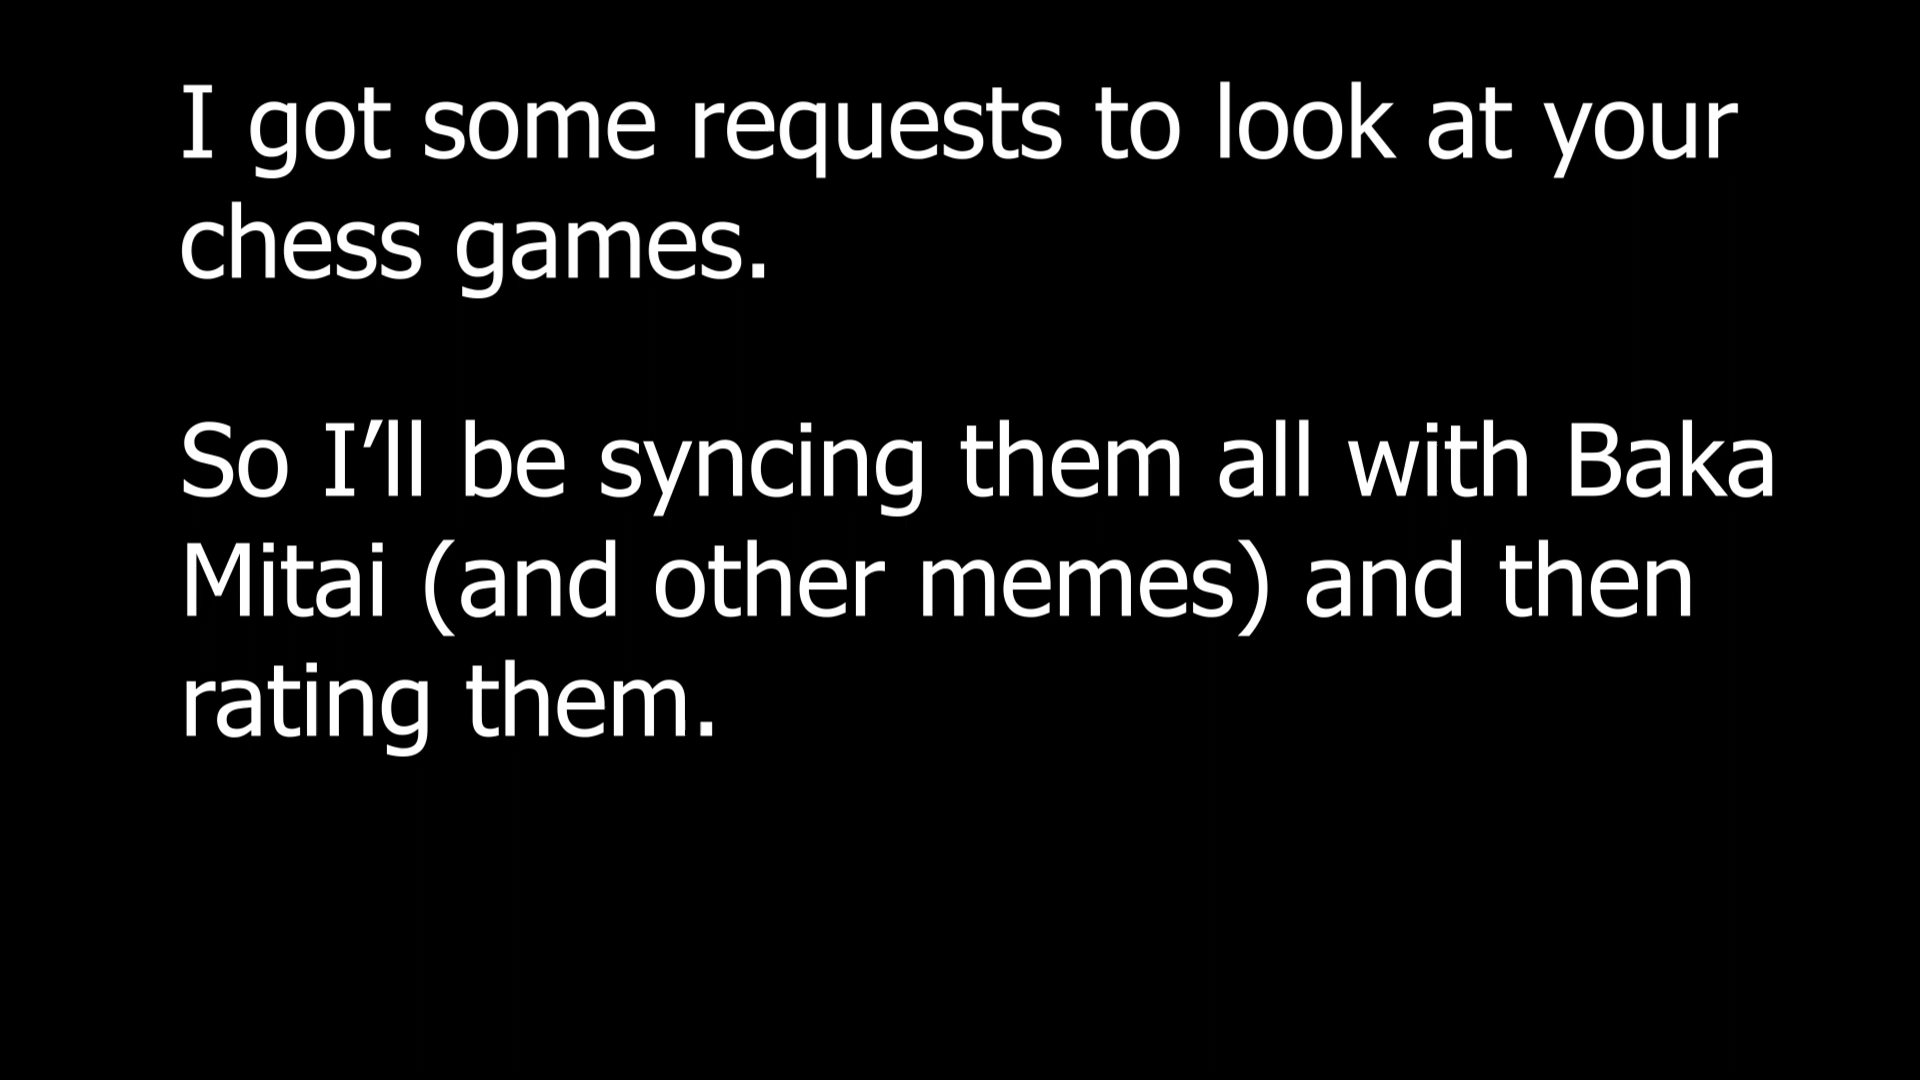 I got some requests to look at your
chess games.
So I’ll be syncing them all with Baka
Mitai (and other memes) and then
rating them.